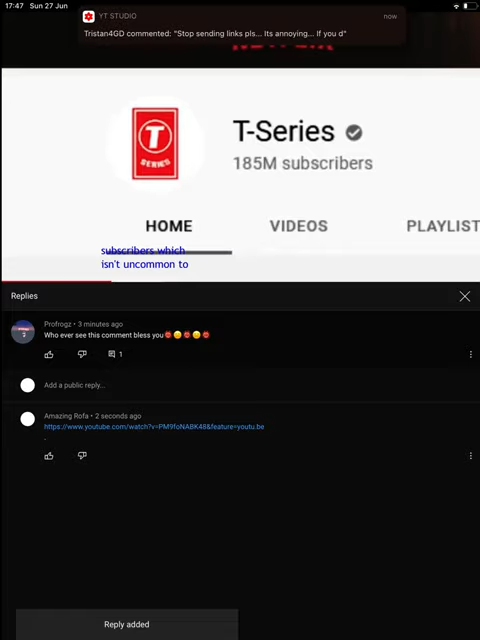 17:47 Sun 27 Jun
YT STUDIO
now
Tristan4GD commented: "Stop sending links pls... Its annoying... If you d"
T
SERIES
T-Series
185M subscribers
HOME VIDEOS PLAYLIST
subscribers which
isn't uncommon to
Replies
Profrogz • 3 minutes ago
Who ever see this comment bless you
1
Add a public reply...
Amazing Rofa • 2 seconds ago
https://www.youtube.com/watch?v=PM9foNABK48&feature=youtu.be
.
Reply added